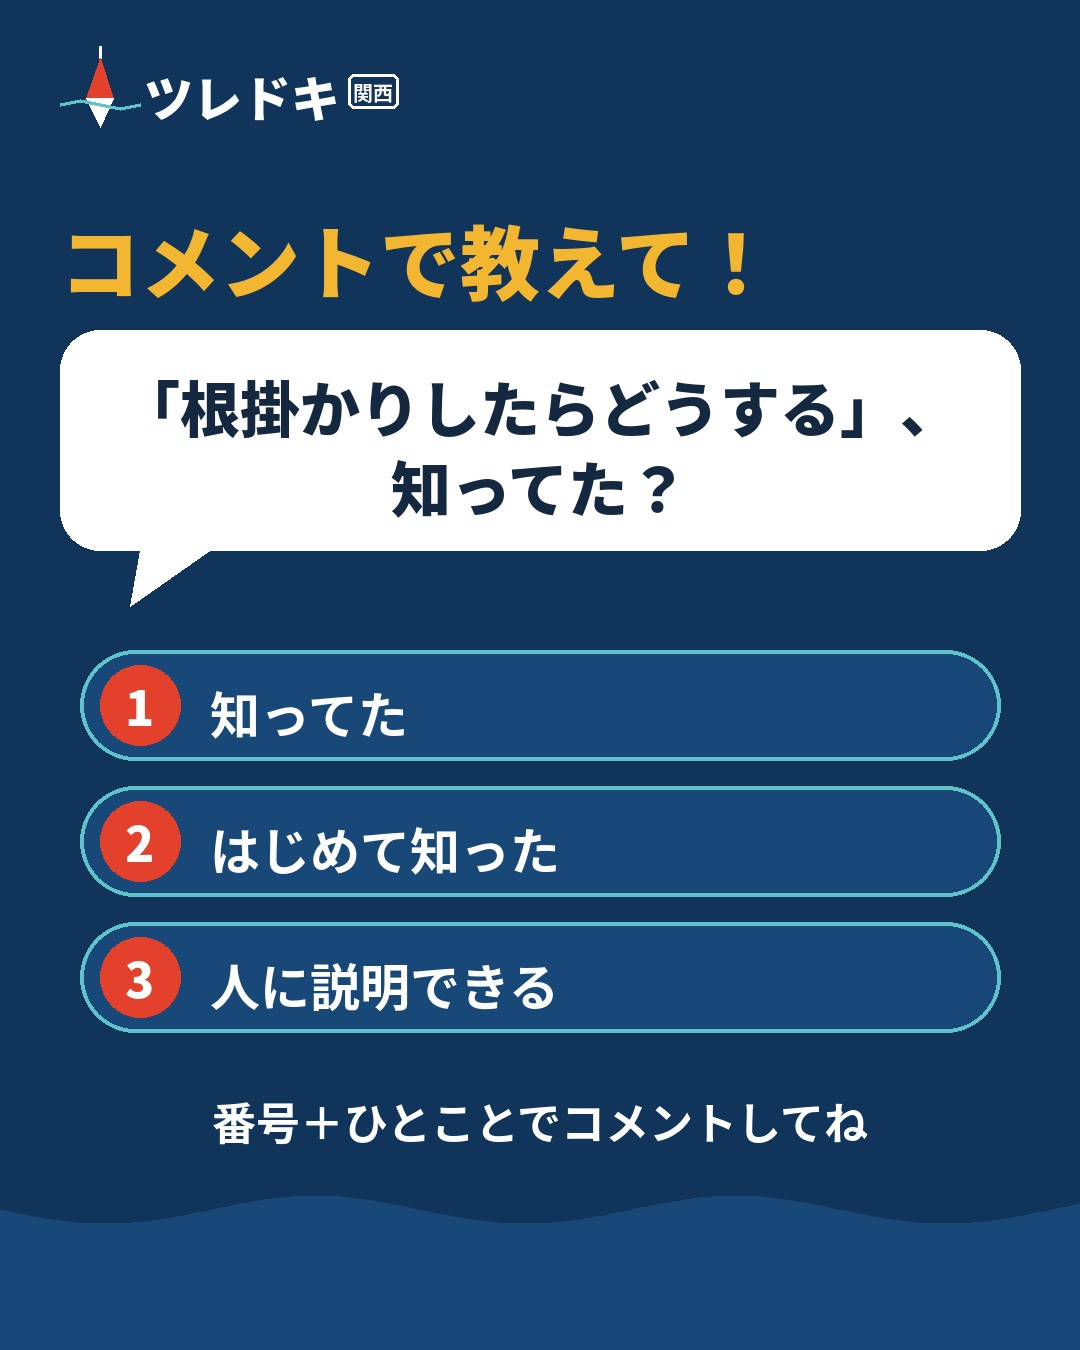 ツレドキ 関西
コメントで教えて！
「根掛かりしたらどうする」、
知ってた？
1 知ってた
2 はじめて知った
3 人に説明できる
番号＋ひとことでコメントしてね